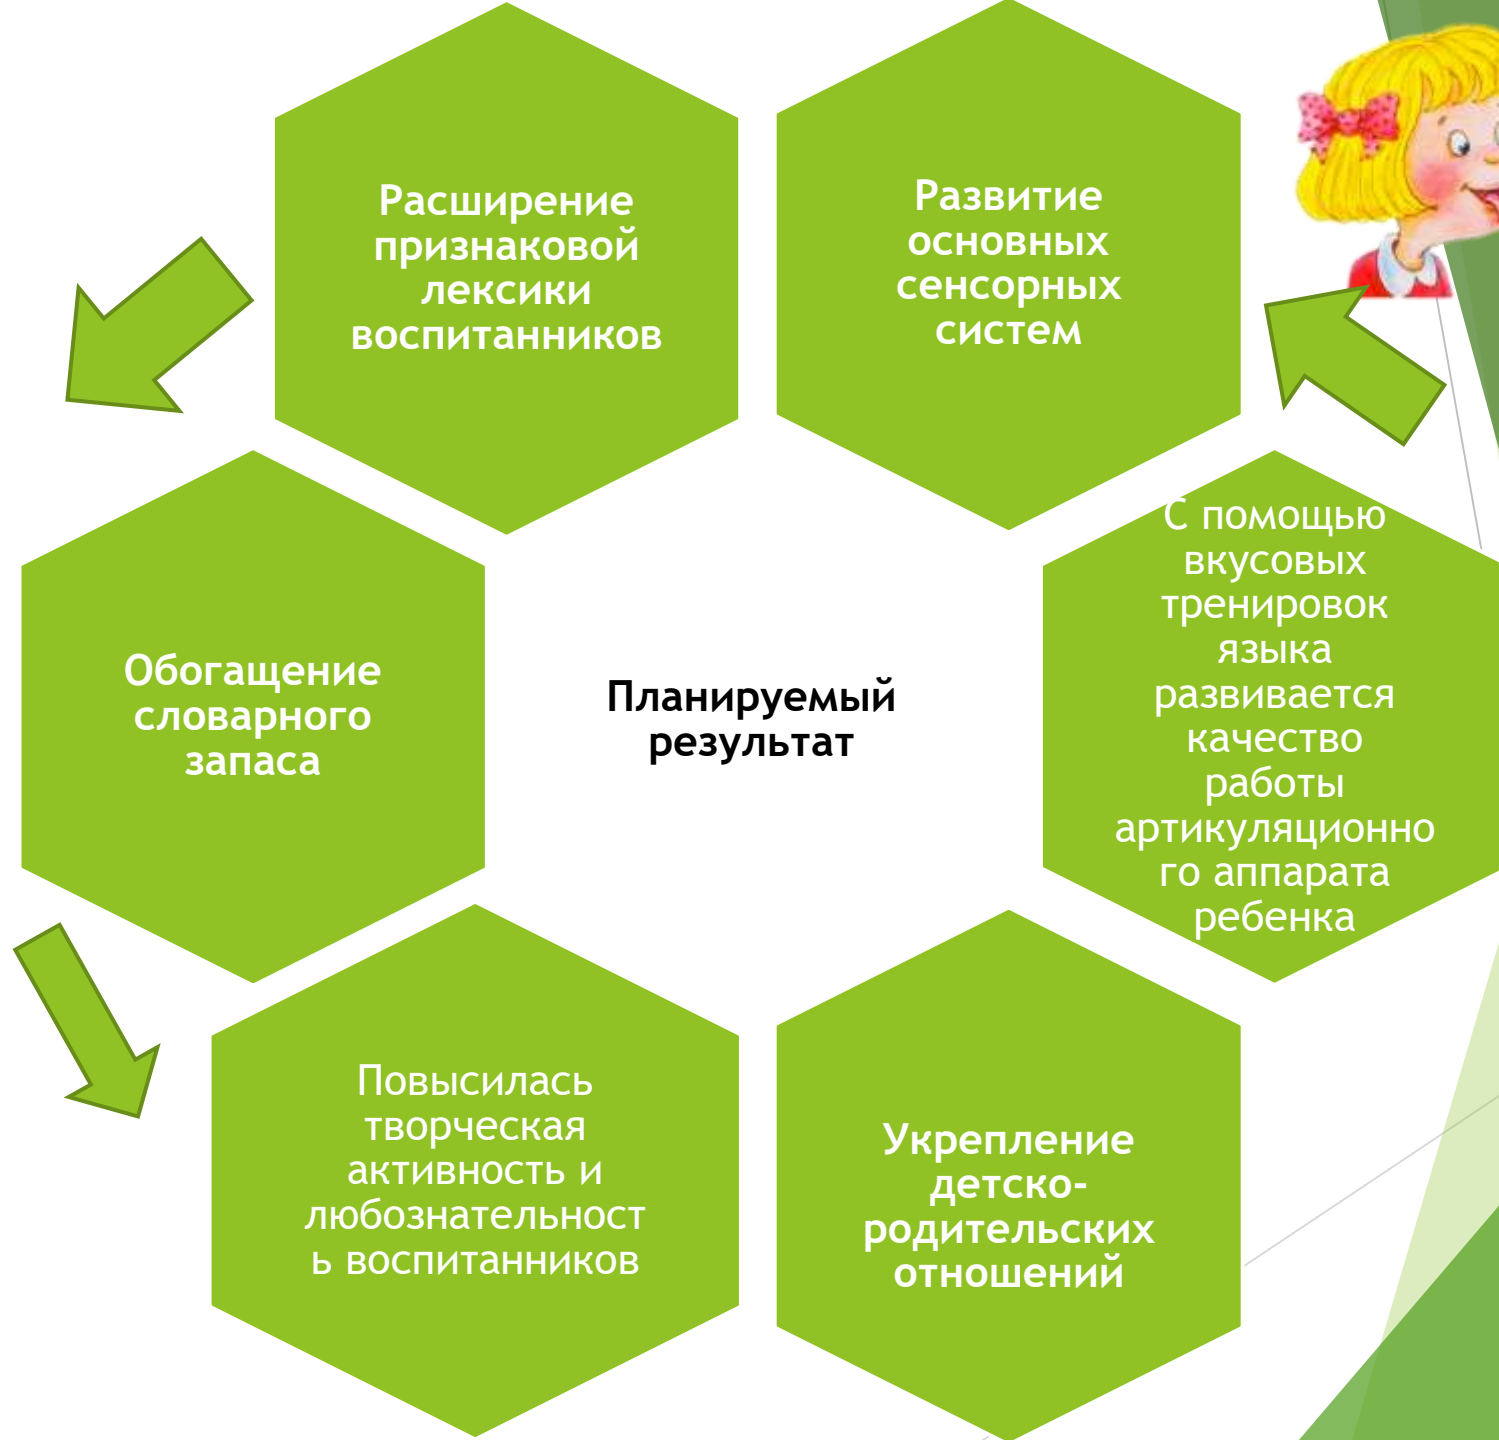 Расширение
признаковой
лексики
воспитанников
Развитие
основных
сенсорных
систем
Обогащение
словарного
запаса
Планируемый
результат
С помощью
вкусовых
тренировок
языка
развивается
качество
работы
артикуляционно
го аппарата
ребенка
Повысилась
творческая
активность и
любознательност
ь воспитанников
Укрепление
детско-
родительских
отношений